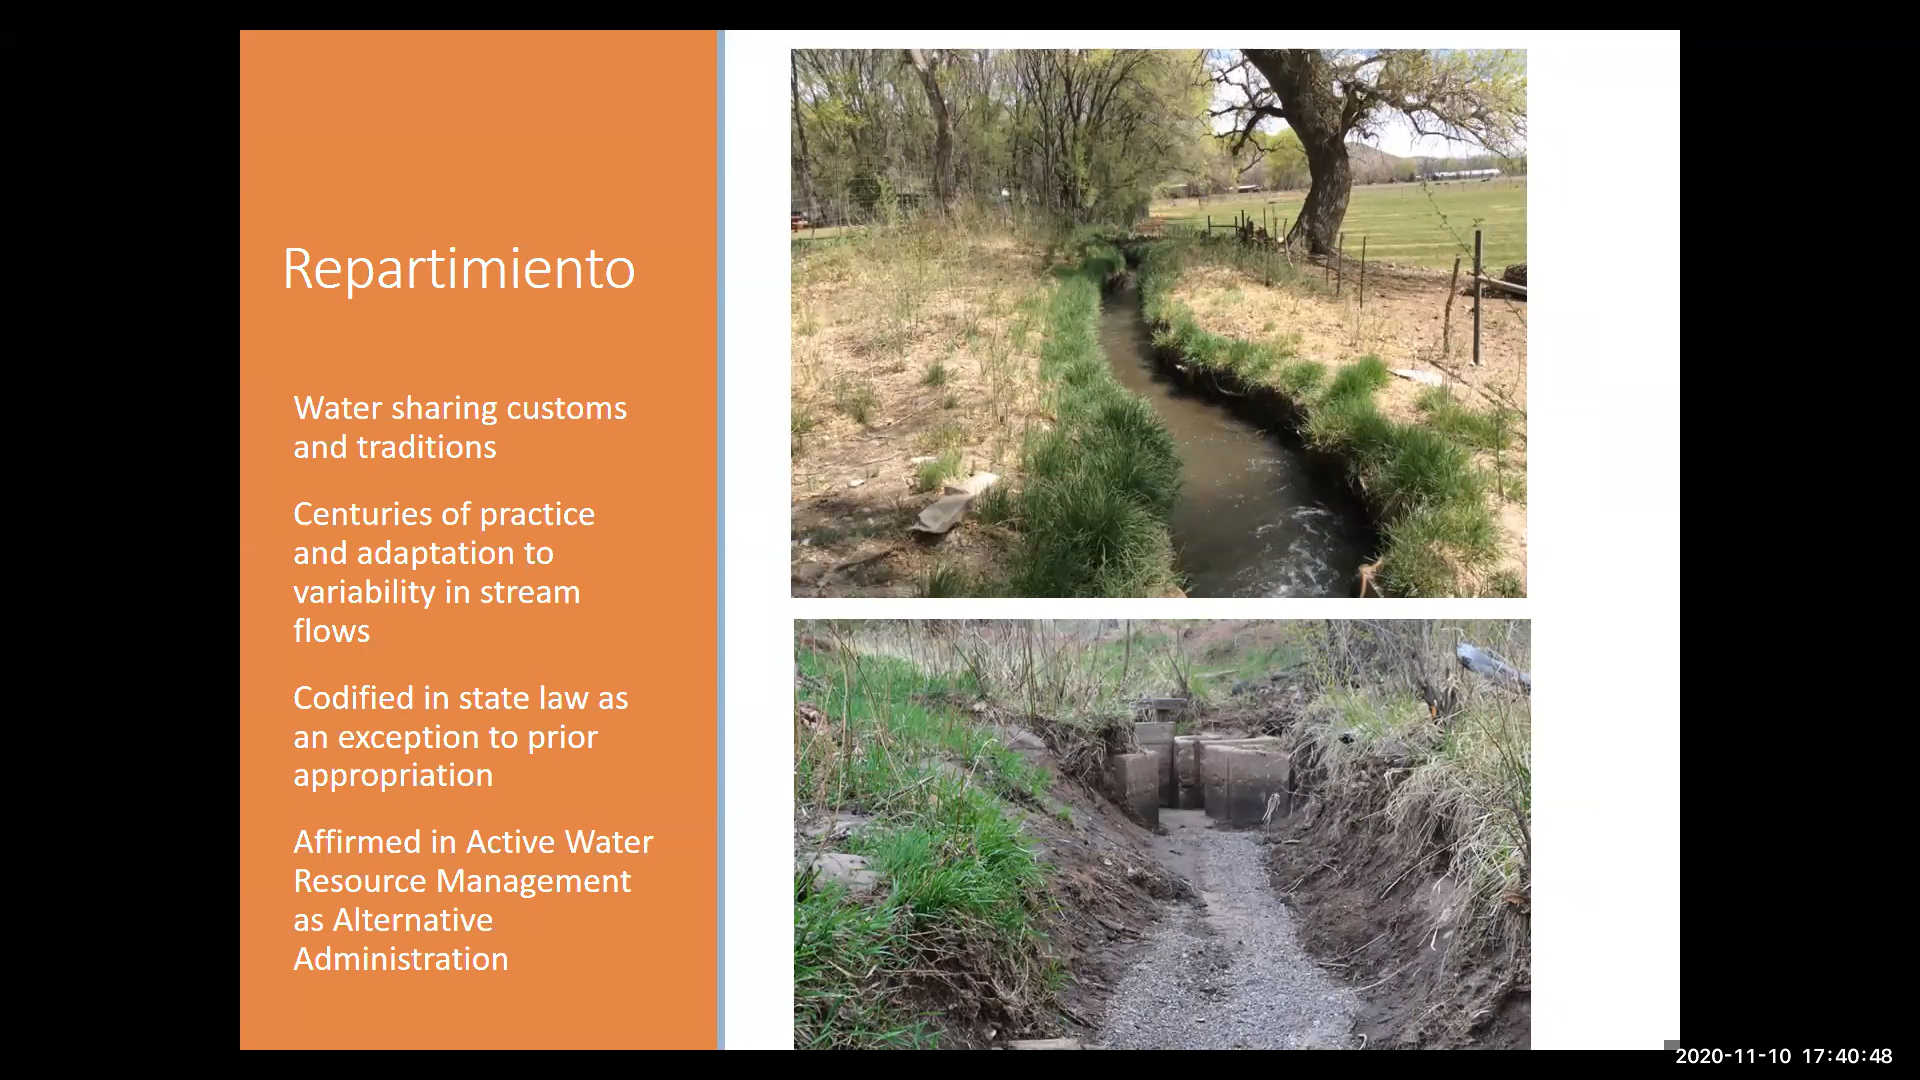 Repartimiento
Water sharing customs
and traditions
Centuries of practice
and adaptation to
variability in stream
flows
Codified in state law as
an exception to prior
appropriation
Affirmed in Active Water
Resource Management
as Alternative
Administration
2020-11-10 17:40:48